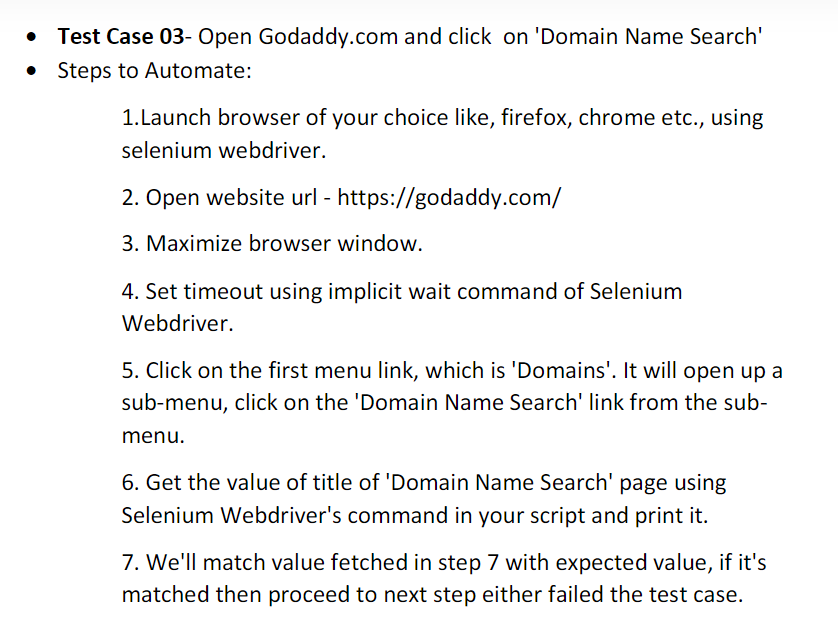 • Test Case 03- Open Godaddy.com and click  on 'Domain Name Search'
• Steps to Automate:
1.Launch browser of your choice like, firefox, chrome etc., using
selenium webdriver.
2. Open website url - https://godaddy.com/
3. Maximize browser window.
4. Set timeout using implicit wait command of Selenium
Webdriver.
5. Click on the first menu link, which is 'Domains'. It will open up a
sub-menu, click on the 'Domain Name Search' link from the sub-
menu.
6. Get the value of title of 'Domain Name Search' page using
Selenium Webdriver's command in your script and print it.
7. We'll match value fetched in step 7 with expected value, if it's
matched then proceed to next step either failed the test case.